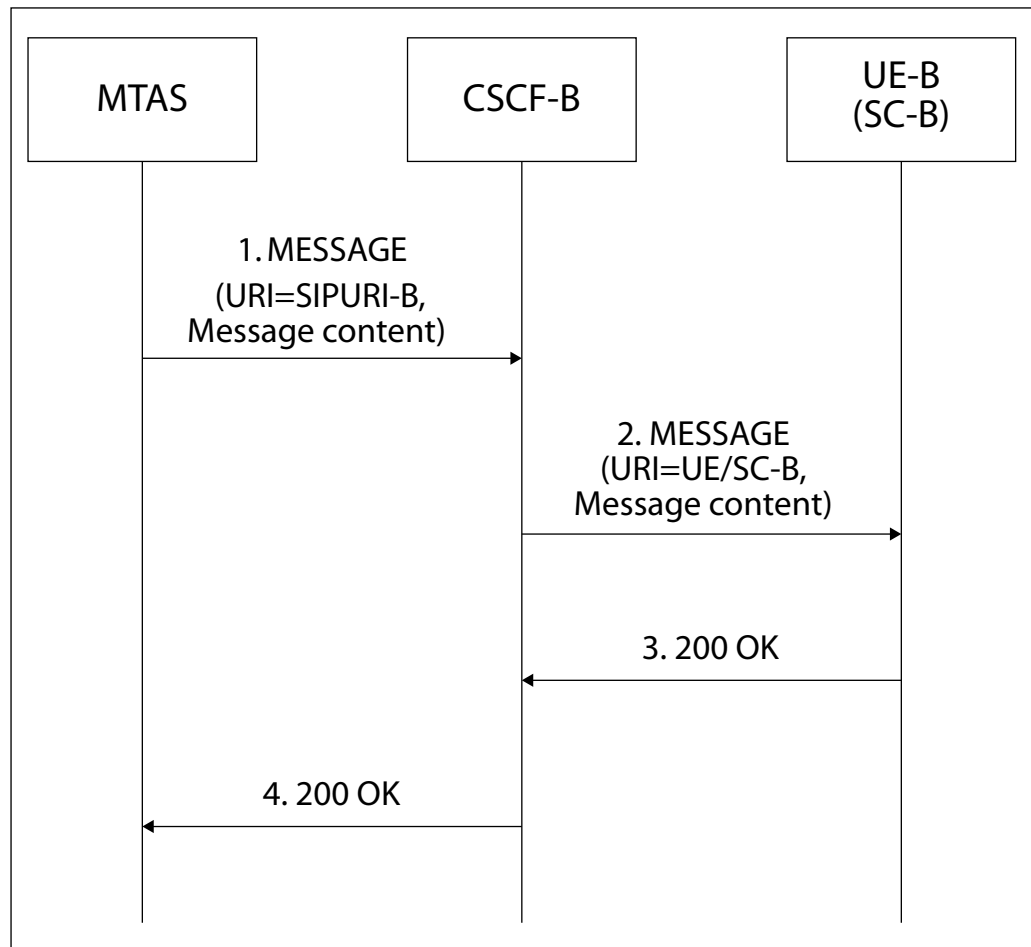 MTAS
CSCF-B
UE-B
(SC-B)
1. MESSAGE
(URI=SIPURI-B,
Message content)
2. MESSAGE
(URI=UE/SC-B,
Message content)
3. 200 OK
4. 200 OK